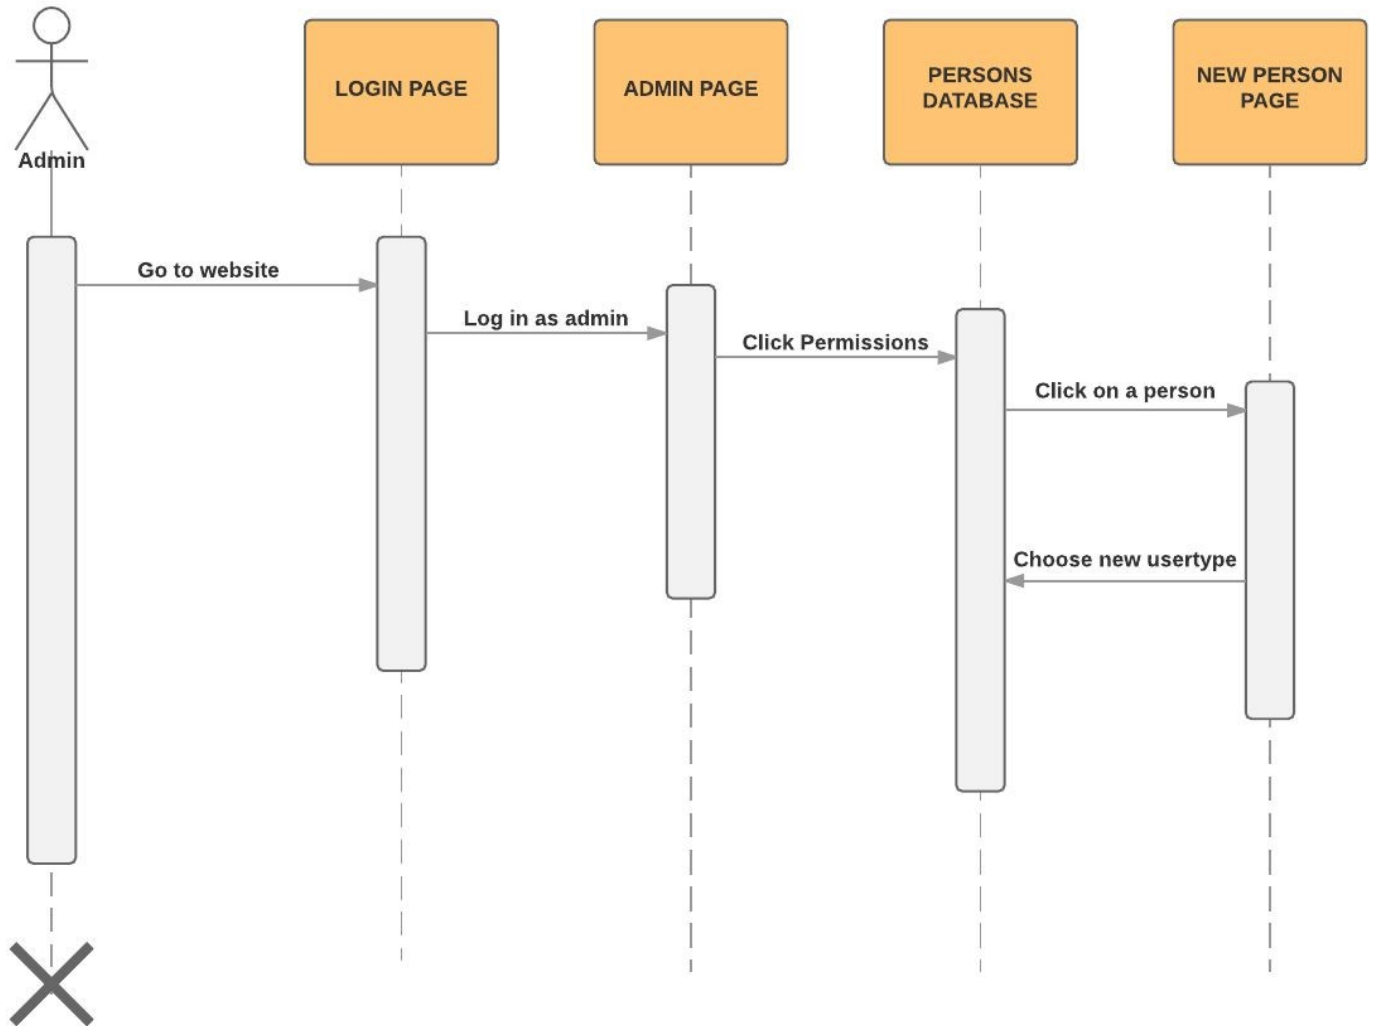 LOGIN PAGE
ADMIN PAGE
PERSONS
DATABASE
NEW PERSON
PAGE
Admin
Go to website
Log in as admin
Click Permissions
Click on a person
Choose new usertype